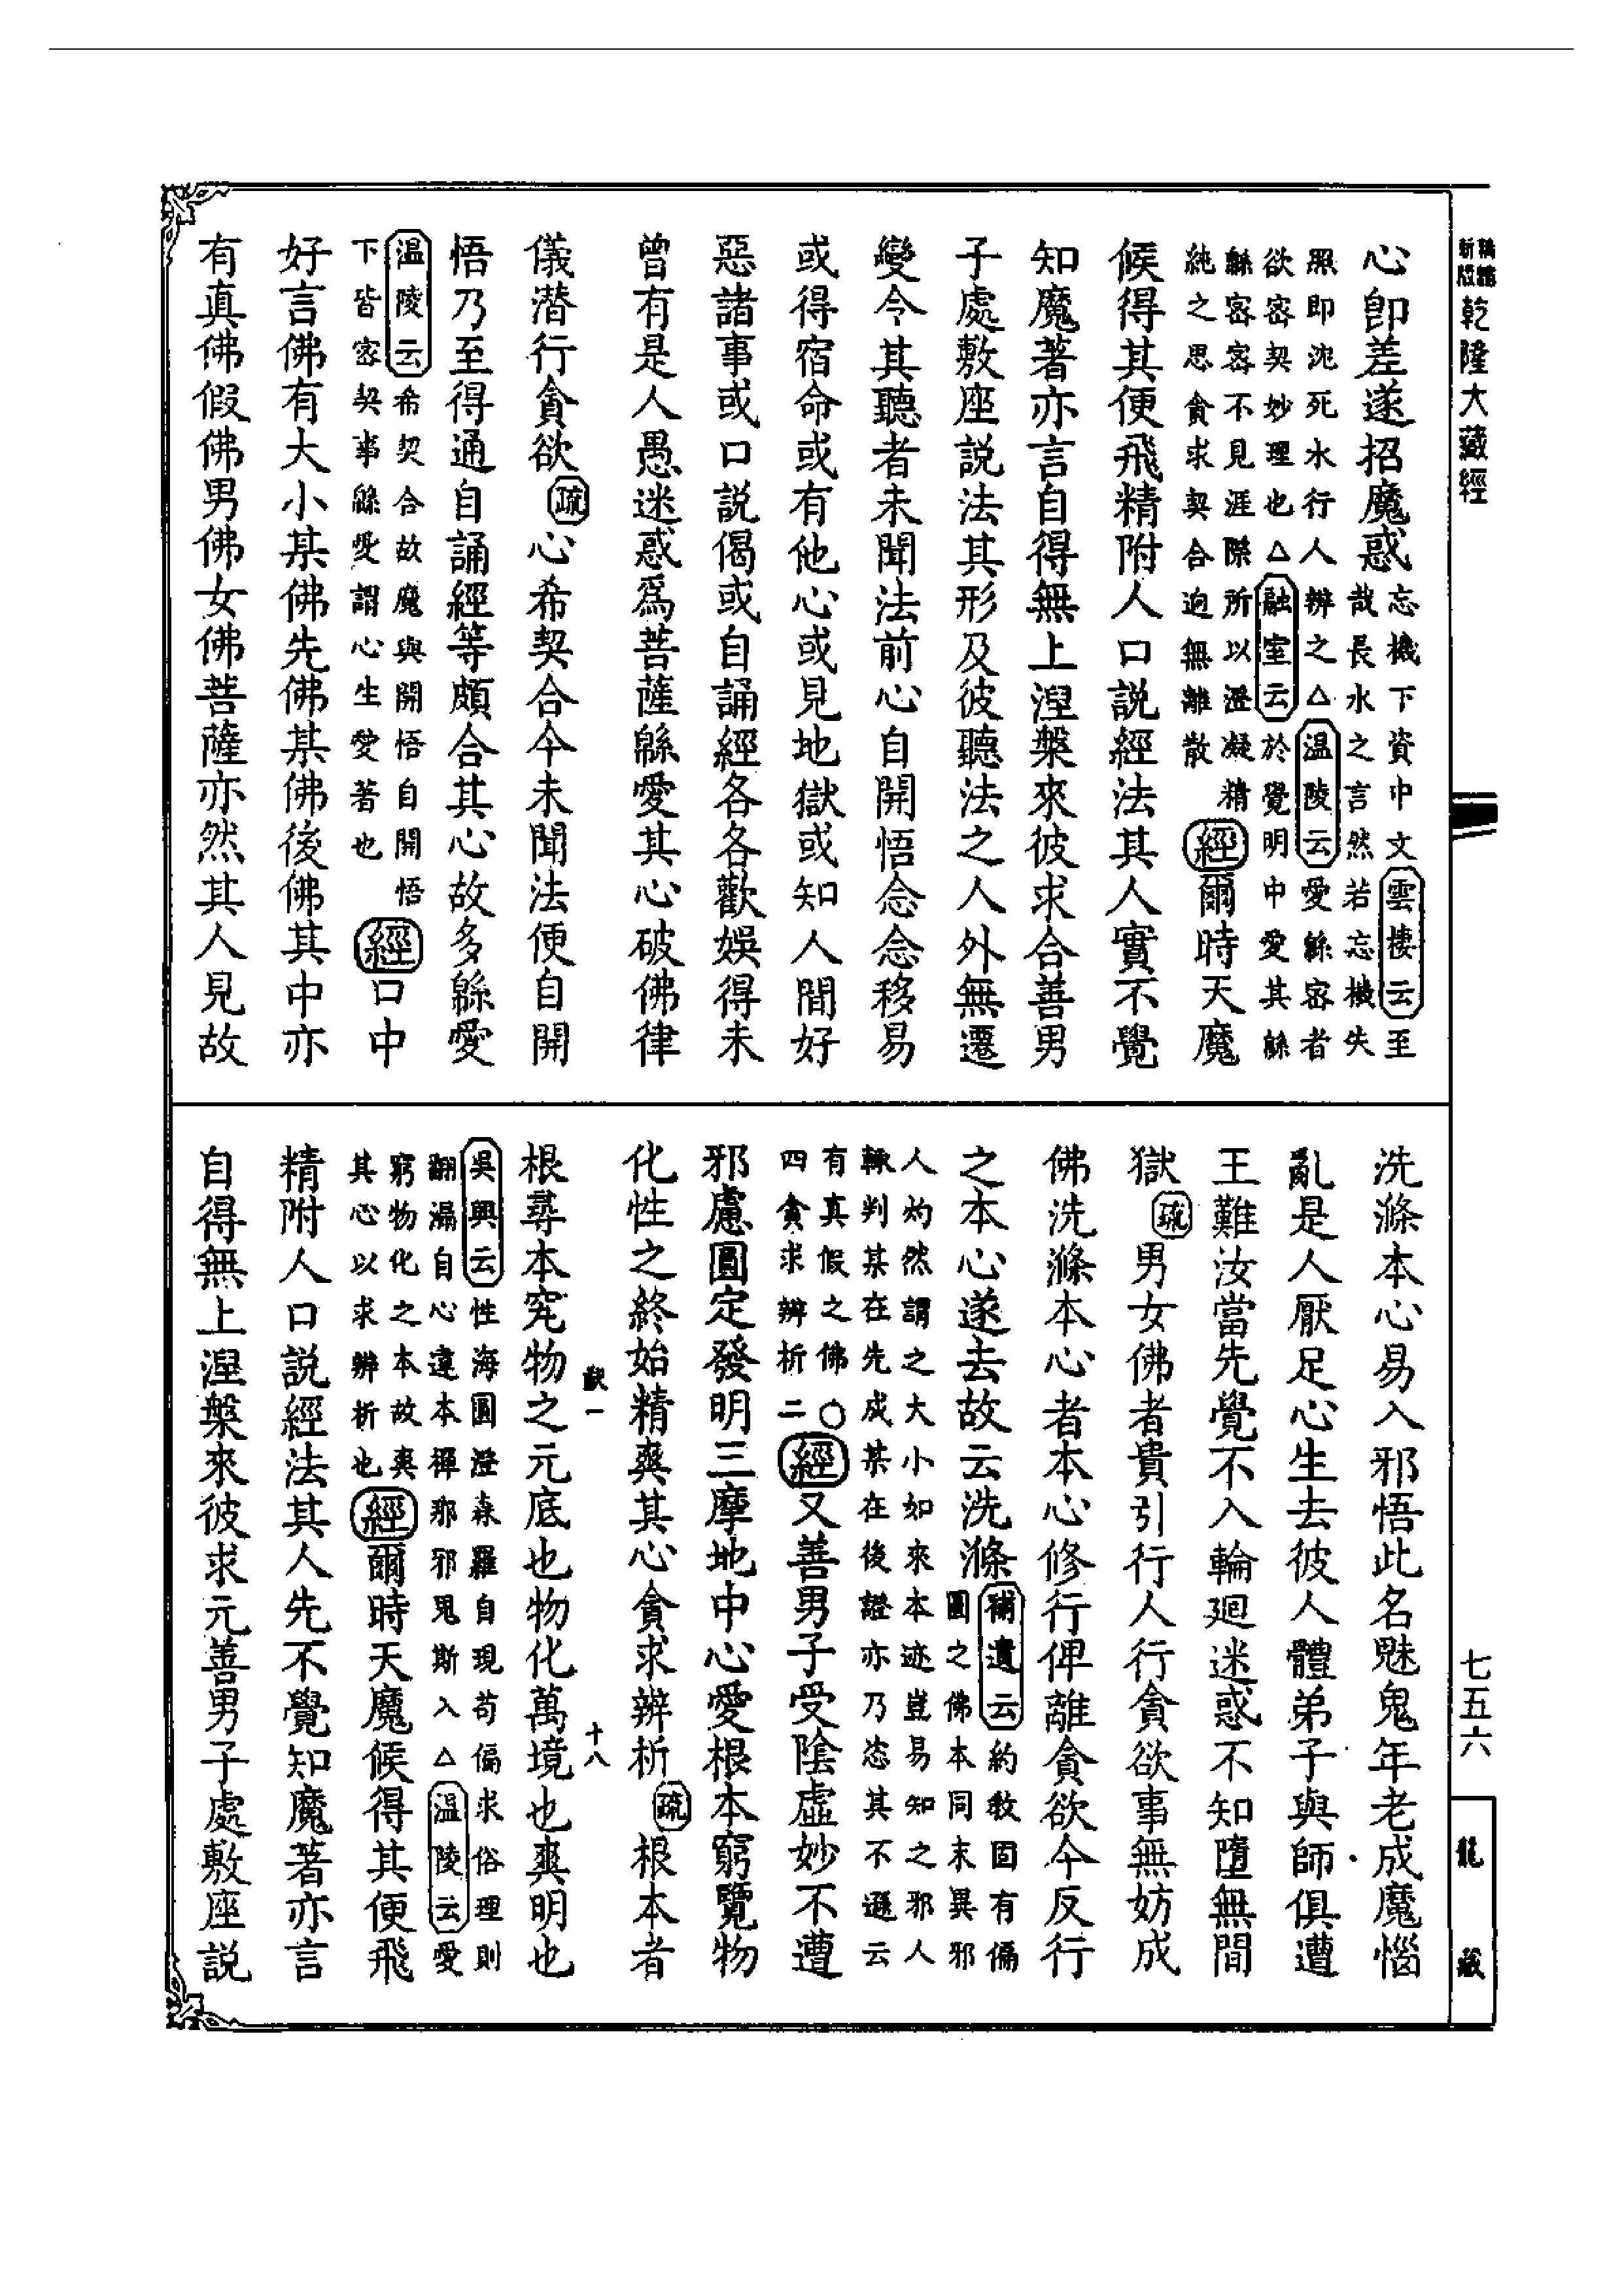 乾隆大藏經
心即差遂招魔惑忘機下資中文雲棲云至
哉長水之言然若忘機失
照即沈死水行人辨之△温陵云愛緜密者
欲密契妙理也△融室云於覺明中愛其緜
緜密密不見涯際所以澄凝精
純之思貪求契合逈無離散經爾時天魔
候得其便飛精附人口説經法其人實不覺
知魔著亦言自得無上涅槃來彼求合善男
子處敷座説法其形及彼聽法之人外無遷
變令其聽者未聞法前心自開悟念念移易
或得宿命或有他心或見地獄或知人間好
惡諸事或口説偈或自誦經各各歡娛得未
曾有是人愚迷惑爲菩薩緜愛其心破佛律
儀潜行貪欲疏心希契合今未聞法便自開
悟乃至得通自誦經等頗合其心故多緜愛
温陵云希契合故魔與開悟自開悟
下皆密契事緜愛謂心生愛著也經口中
好言佛有大小某佛先佛某佛後佛其中亦
有真佛假佛男佛女佛菩薩亦然其人見故
七五六
龍藏
洗滌本心易入邪悟此名魅鬼年老成魔惱
亂是人厭足心生去彼人體弟子與師俱遭
王難汝當先覺不入輪廻迷惑不知墮無間
獄疏男女佛者貴引行人行貪欲事無妨成
佛洗滌本心者本心修行俾離貪欲今反行
之本心遂去故云洗滌補遺云約教固有偏
圓之佛本同末異邪
人灼然謂之大小如來本迹豈易知之邪人
輙判某在先成某在後證亦乃恣其不遜云
有真假之佛○
四貪求辨析二經又善男子受陰虛妙不遭
邪慮圓定發明三摩地中心愛根本窮覽物
化性之終始精爽其心貪求辨析疏根本者
十八
根尋本究物之元底也物化萬境也爽明也
吳興云性海圓澄森羅自現苟偏求俗理則
翻漏自心違本禪那邪思斯入△温陵云愛
窮物化之本故爽
其心以求辨析也經爾時天魔候得其便飛
精附人口説經法其人先不覺知魔著亦言
自得無上涅槃來彼求元善男子處敷座説